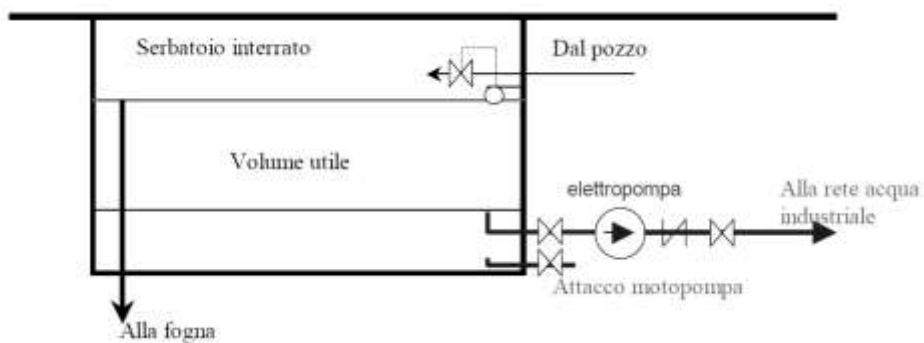 Serbatoio interrato
Dal pozzo
Volume utile
elettropompa
Alla rete acqua
industriale
Attacco motopompa
Alla fogna